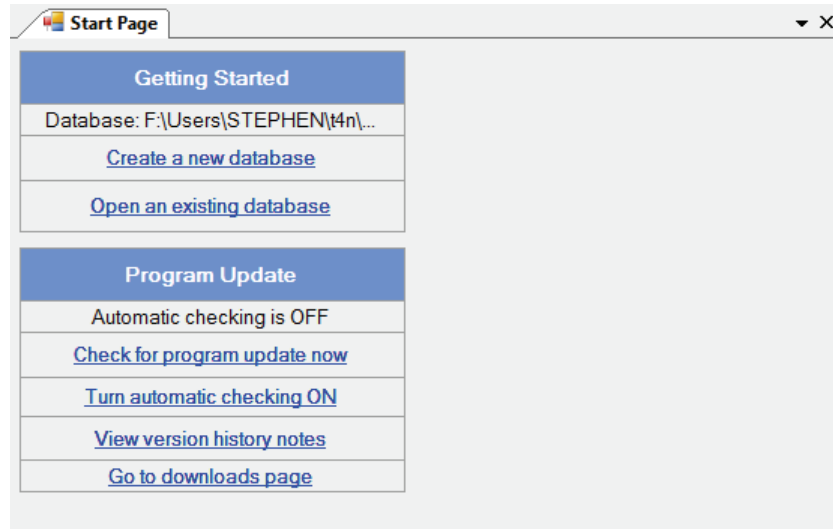 Start Page
Getting Started
Database: F:\Users\STEPHEN\t4n\...
Create a new database
Open an existing database
Program Update
Automatic checking is OFF
Check for program update now
Turn automatic checking ON
View version history notes
Go to downloads page